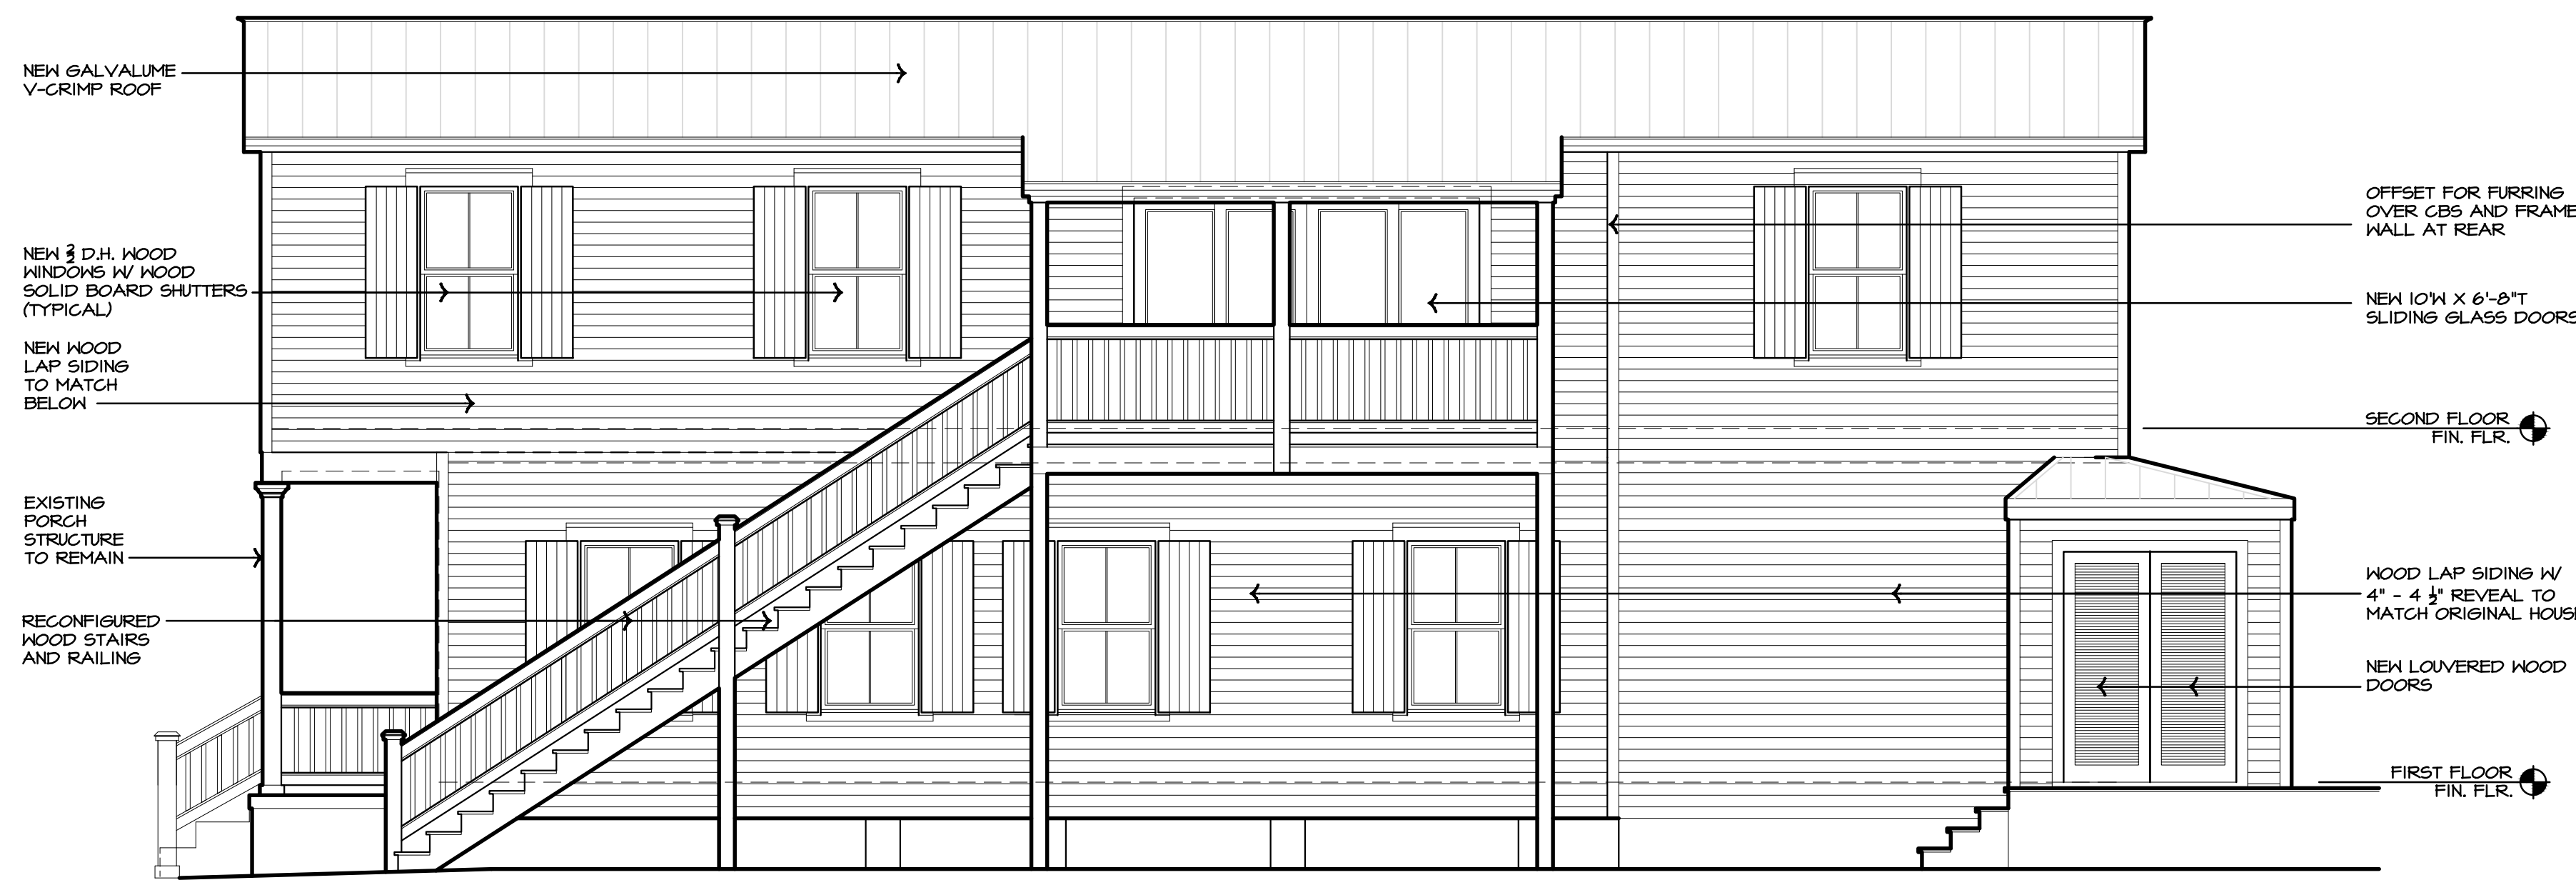 NEW GALVALUME
V-CRIMP ROOF
NEW 2/2 D.H. WOOD
WINDOWS W/ WOOD
SOLID BOARD SHUTTERS
(TYPICAL)
NEW WOOD
LAP SIDING
TO MATCH
BELOW
EXISTING
PORCH
STRUCTURE
TO REMAIN
RECONFIGURED
WOOD STAIRS
AND RAILING
OFFSET FOR FURRING
OVER CBS AND FRAME
WALL AT REAR
NEW 10'W X 6'-8"T
SLIDING GLASS DOORS
SECOND FLOOR
FIN. FLR.
WOOD LAP SIDING W/
4" - 4 1/2" REVEAL TO
MATCH ORIGINAL HOUS
NEW LOUVERED WOOD
DOORS
FIRST FLOOR
FIN. FLR.